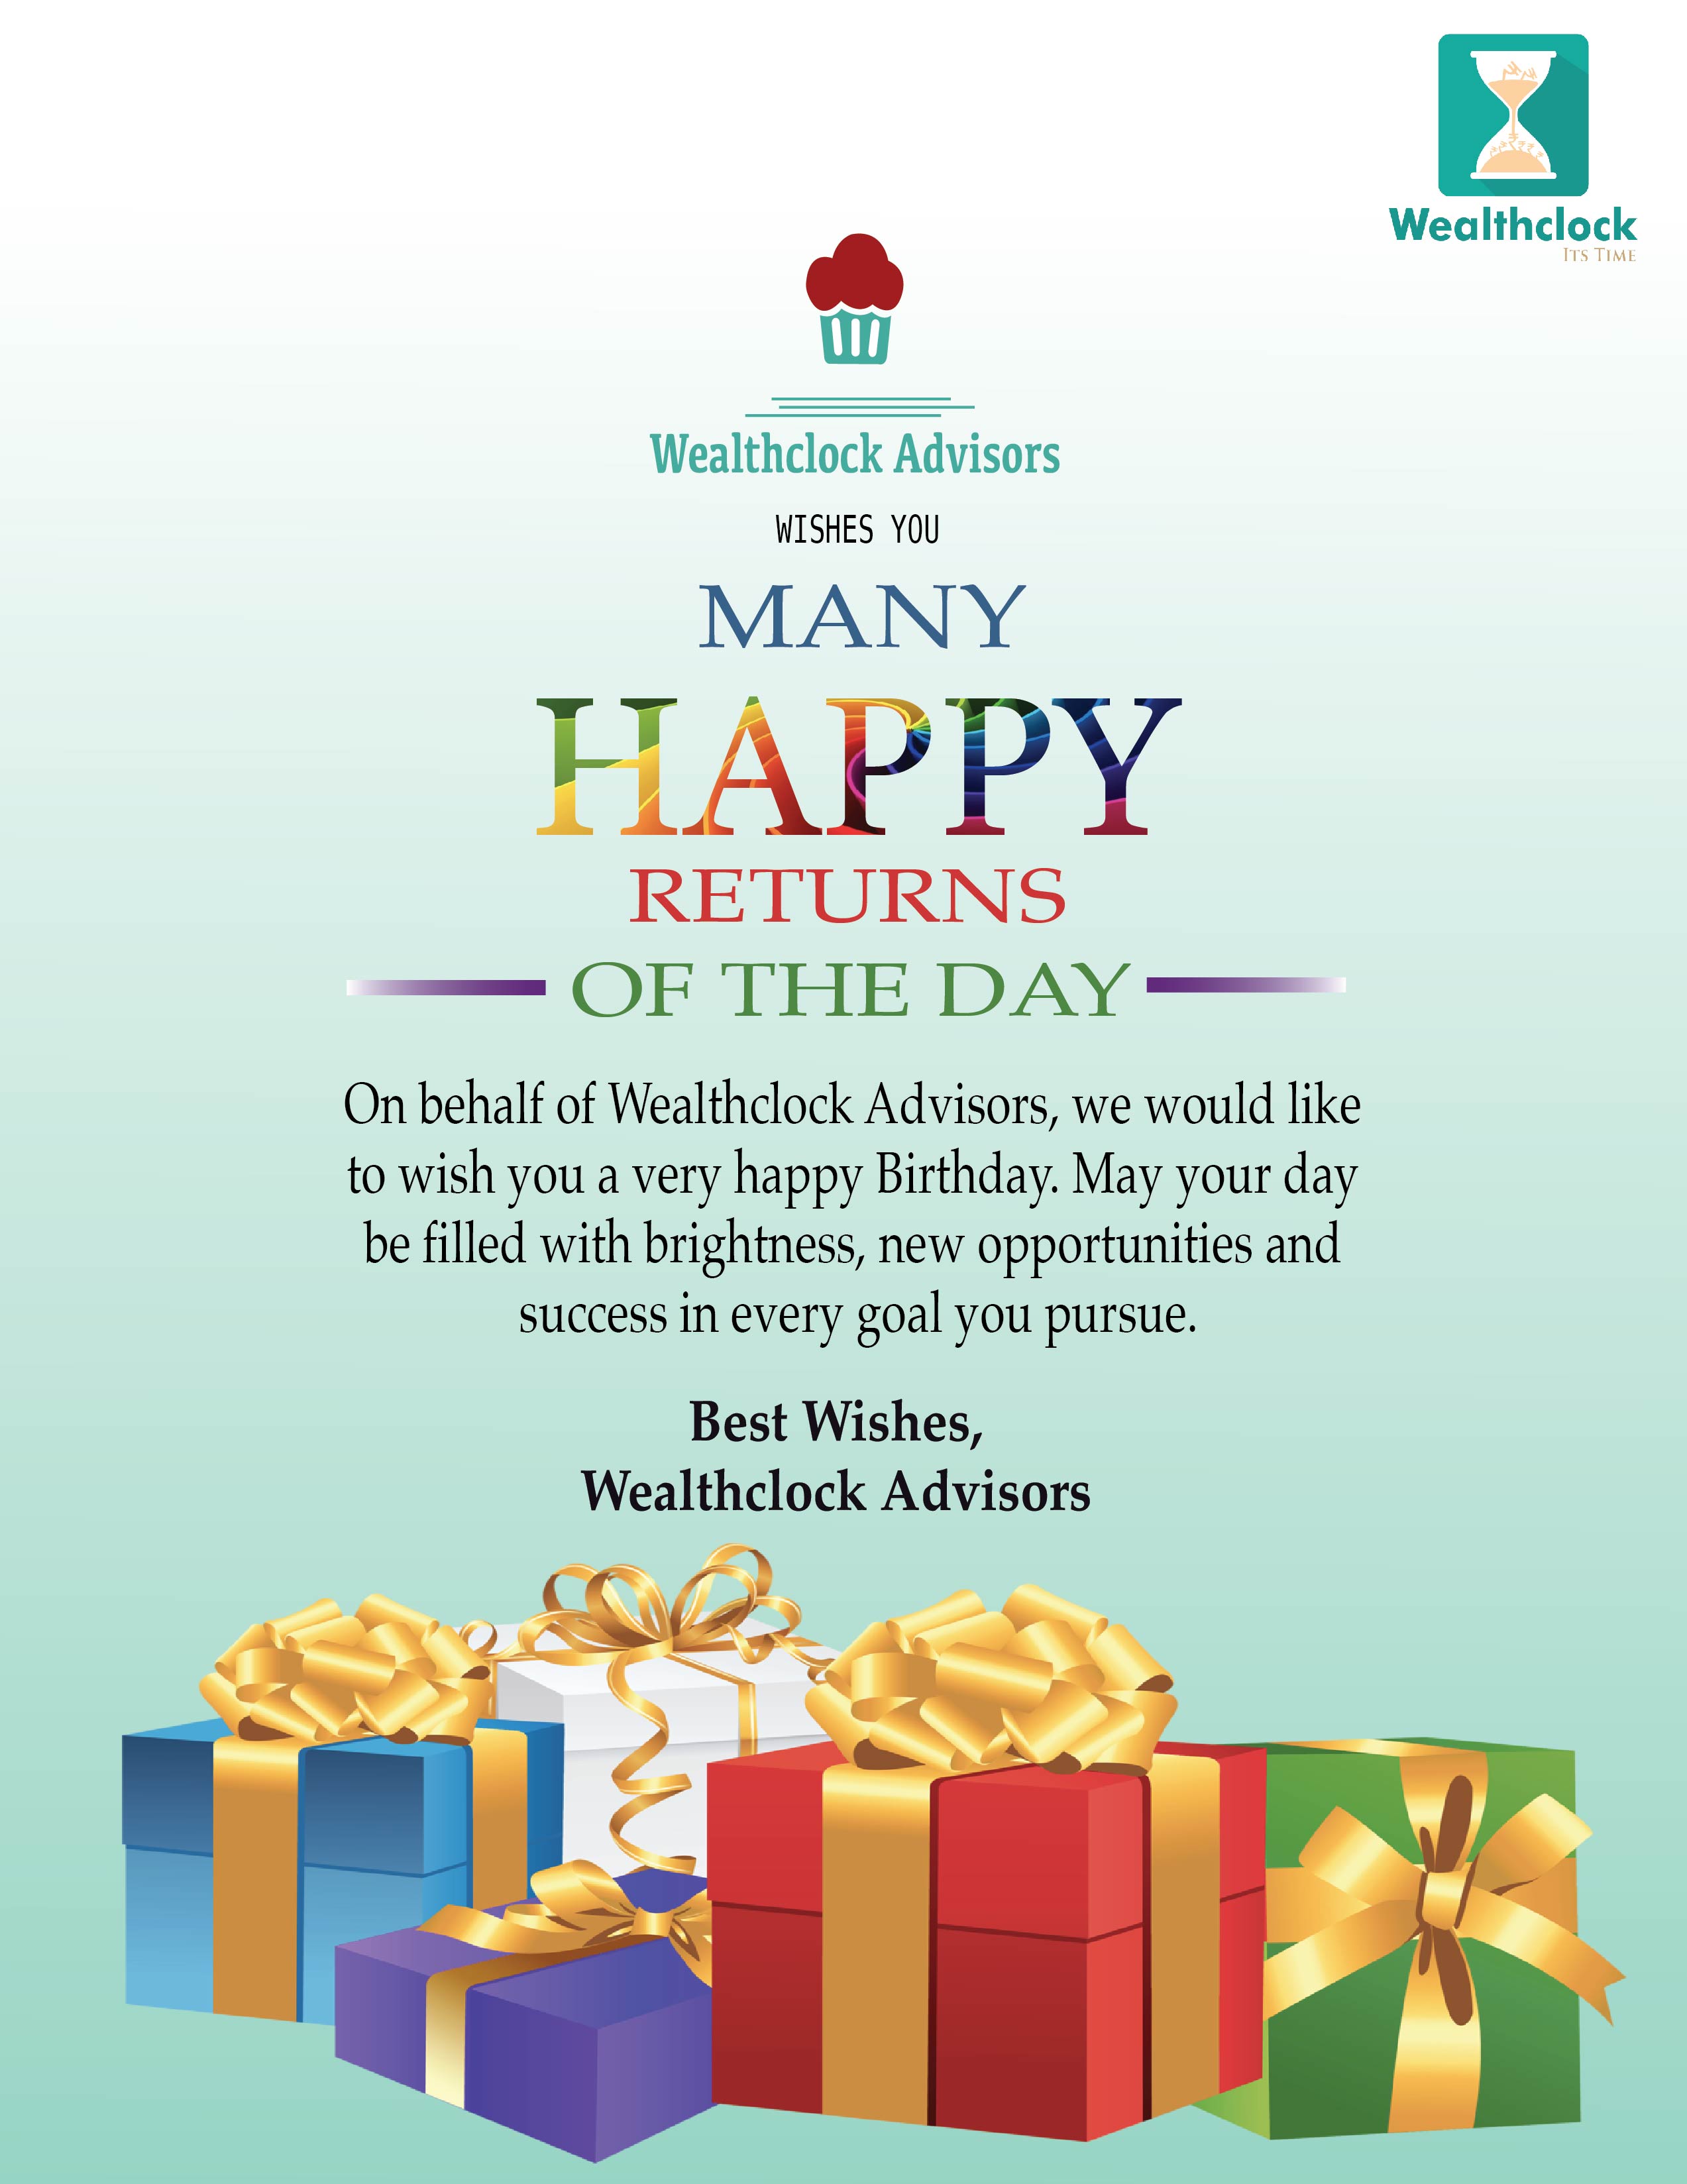 Wealthclock
ITS TIME
Wealthclock Advisors
WISHES YOU
MANY
HAPPY
RETURNS
OF THE DAY
On behalf of Wealthclock Advisors, we would like
to wish you a very happy Birthday. May your day
be filled with brightness, new opportunities and
success in every goal you pursue.
Best Wishes,
Wealthclock Advisors